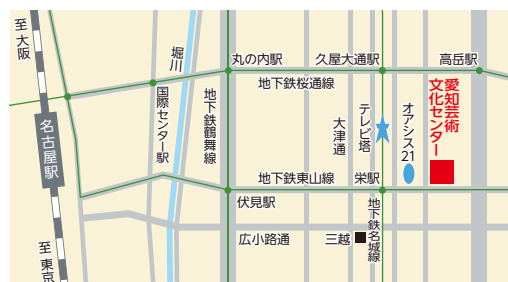 至 大阪
堀川
丸の内駅
久屋大通駅
高岳駅
地下鉄桜通線
国際センター駅
地下鉄鶴舞線
大津通
テレビ塔
オアシス21
愛知芸術
文化センター
名古屋駅
地下鉄東山線
栄駅
伏見駅
地下鉄名城線
広小路通
三越
至 東京